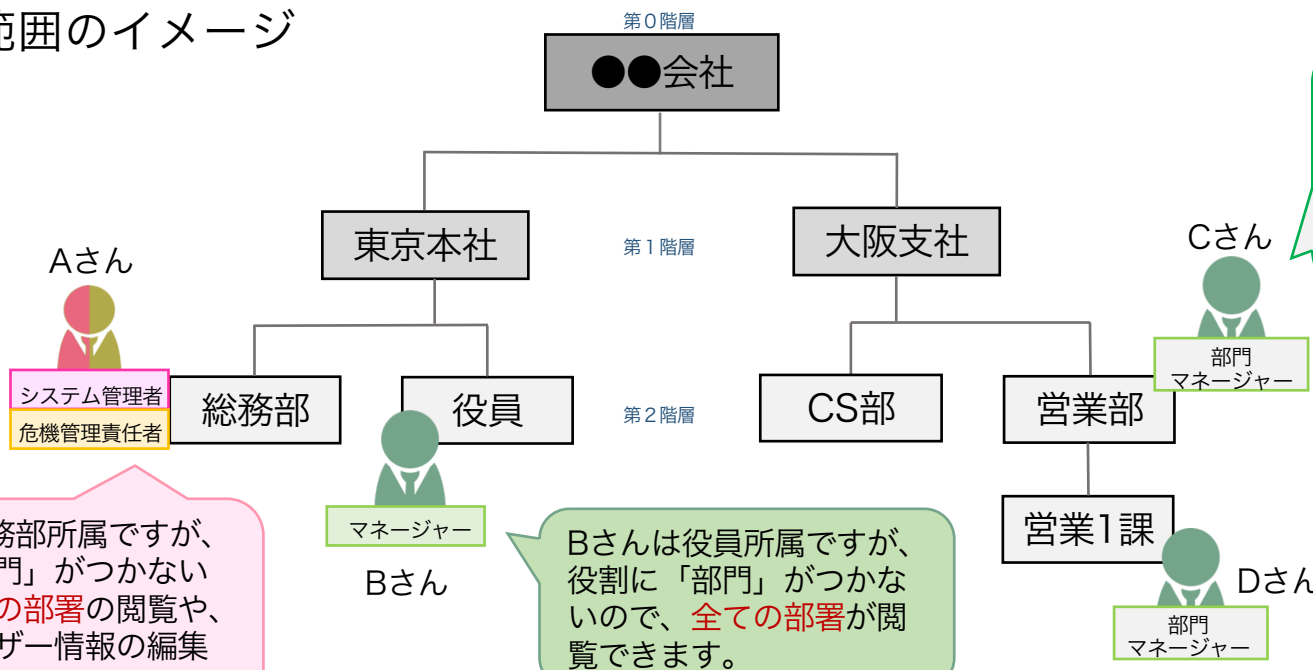 範囲のイメージ
第０階層
●●会社
東京本社
第１階層
大阪支社
Aさん
Cさん
システム管理者
危機管理責任者
総務部
役員
第２階層
CS部
営業部
部門
マネージャー
マネージャー
Bさん
営業1課
Dさん
部門
マネージャー
務部所属ですが、
門」がつかない
の部署の閲覧や、
ザー情報の編集
Bさんは役員所属ですが、
役割に「部門」がつかな
いので、全ての部署が閲
覧できます。